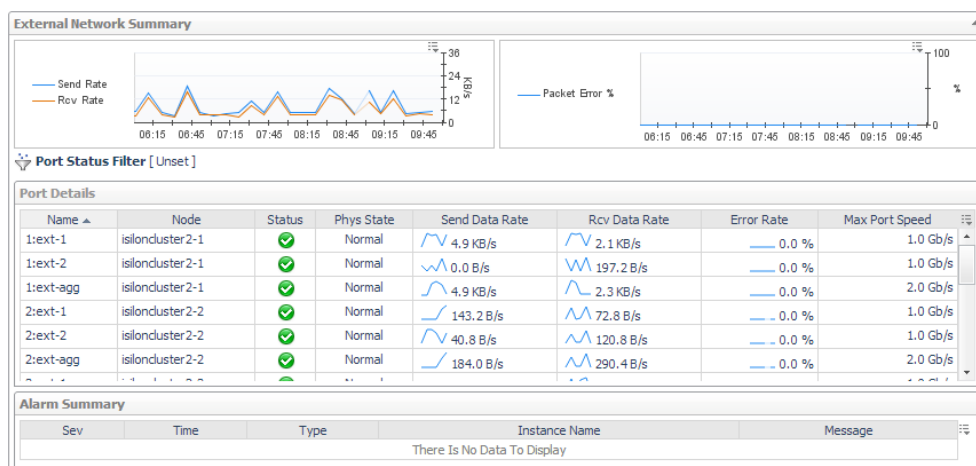 External Network Summary
Send Rate
Rcv Rate
36
24
12
0
KB/s
06:15 06:45 07:15 07:45 08:15 08:45 09:15 09:45
Packet Error %
100
0
%
06:15 06:45 07:15 07:45 08:15 08:45 09:15 09:45
Port Status Filter [ Unset ]
Port Details
Name Node Status Phys State Send Data Rate Rcv Data Rate Error Rate Max Port Speed
1:ext-1 isiloncluster2-1 Normal 4.9 KB/s 2.1 KB/s 0.0 % 1.0 Gb/s
1:ext-2 isiloncluster2-1 Normal 0.0 B/s 197.2 B/s 0.0 % 1.0 Gb/s
1:ext-agg isiloncluster2-1 Normal 4.9 KB/s 2.3 KB/s 0.0 % 2.0 Gb/s
2:ext-1 isiloncluster2-2 Normal 143.2 B/s 72.8 B/s 0.0 % 1.0 Gb/s
2:ext-2 isiloncluster2-2 Normal 40.8 B/s 120.8 B/s 0.0 % 1.0 Gb/s
2:ext-agg isiloncluster2-2 Normal 184.0 B/s 290.4 B/s 0.0 % 2.0 Gb/s
Alarm Summary
Sev Time Type Instance Name Message
There Is No Data To Display